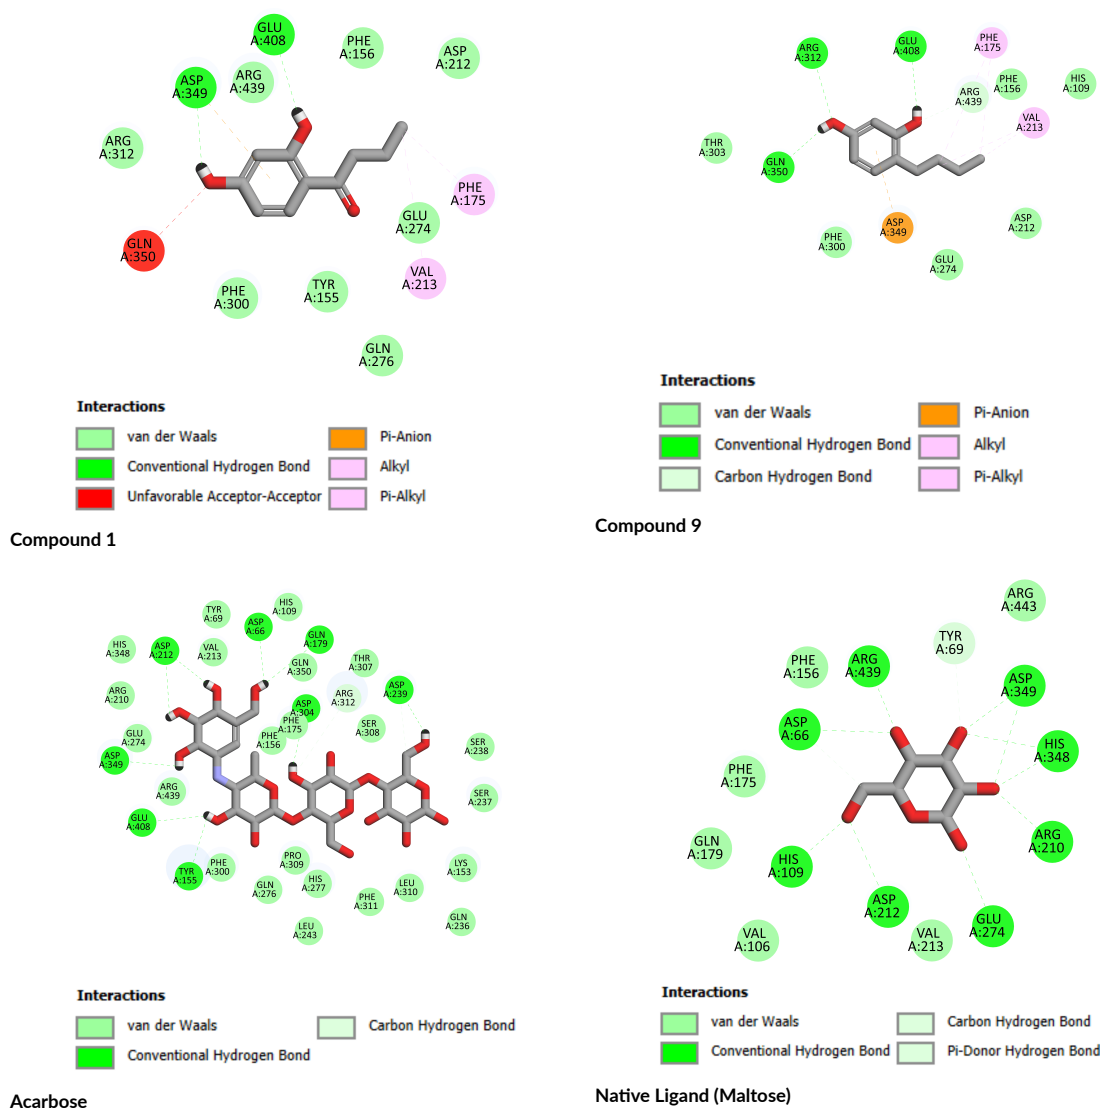 GLU
A:408
PHE
A:156
ASP
A:212
ARG
A:439
ASP
A:349
ARG
A:312
PHE
A:175
GLU
A:274
GLN
A:350
VAL
A:213
PHE
A:300
TYR
A:155
GLN
A:276
Interactions
van der Waals
Conventional Hydrogen Bond
Unfavorable Acceptor-Acceptor
Pi-Anion
Alkyl
Pi-Alkyl
Compound 1
ARG
A:312
GLU
A:408
PHE
A:175
PHE
A:156
HIS
A:109
ARG
A:439
VAL
A:213
THR
A:303
GLN
A:350
ASP
A:212
PHE
A:300
ASP
A:349
GLU
A:274
Interactions
van der Waals
Conventional Hydrogen Bond
Carbon Hydrogen Bond
Pi-Anion
Alkyl
Pi-Alkyl
Compound 9
TYR
A:69
HIS
A:109
ASP
A:66
GLN
A:179
HIS
A:348
ASP
A:212
VAL
A:213
GLN
A:350
THR
A:307
ARG
A:210
ARG
A:312
ASP
A:239
ASP
A:304
PHE
A:175
SER
A:308
GLU
A:274
PHE
A:156
SER
A:238
ASP
A:349
ARG
A:439
SER
A:237
GLU
A:408
TYR
A:155
PHE
A:300
PRO
A:309
LYS
A:153
GLN
A:276
HIS
A:277
LEU
A:310
PHE
A:311
GLN
A:236
LEU
A:243
Interactions
van der Waals
Conventional Hydrogen Bond
Carbon Hydrogen Bond
Acarbose
ARG
A:443
TYR
A:69
PHE
A:156
ARG
A:439
ASP
A:349
ASP
A:66
HIS
A:348
PHE
A:175
ARG
A:210
GLN
A:179
HIS
A:109
ASP
A:212
GLU
A:274
VAL
A:106
VAL
A:213
Interactions
van der Waals
Conventional Hydrogen Bond
Carbon Hydrogen Bond
Pi-Donor Hydrogen Bond
Native Ligand (Maltose)